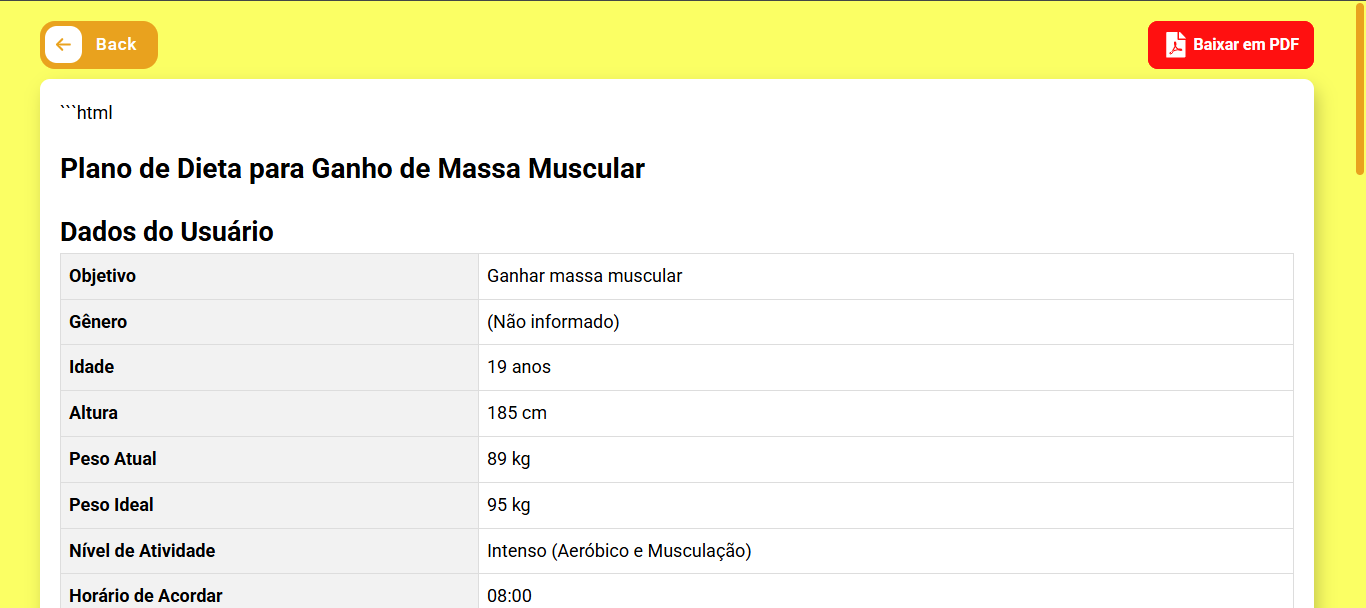 Back
Baixar em PDF
```html
Plano de Dieta para Ganho de Massa Muscular
Dados do Usuário
Objetivo Ganhar massa muscular
Gênero (Não informado)
Idade 19 anos
Altura 185 cm
Peso Atual 89 kg
Peso Ideal 95 kg
Nível de Atividade Intenso (Aeróbico e Musculação)
Horário de Acordar 08:00